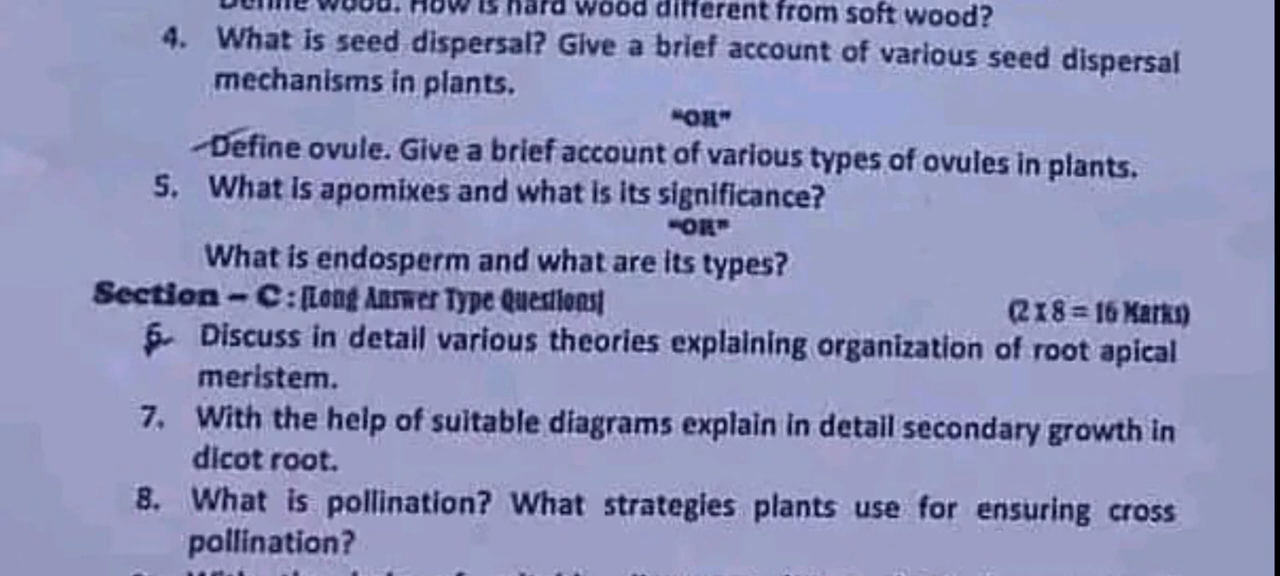 Define wood. How is hard wood different from soft wood?
4. What is seed dispersal? Give a brief account of various seed dispersal
mechanisms in plants.
"OR"
Define ovule. Give a brief account of various types of ovules in plants.
5. What is apomixes and what is its significance?
"OR"
What is endosperm and what are its types?
Section – C : [Long Answer Type Questions] (2 x 8 = 16 Marks)
6. Discuss in detail various theories explaining organization of root apical
meristem.
7. With the help of suitable diagrams explain in detail secondary growth in
dicot root.
8. What is pollination? What strategies plants use for ensuring cross
pollination?